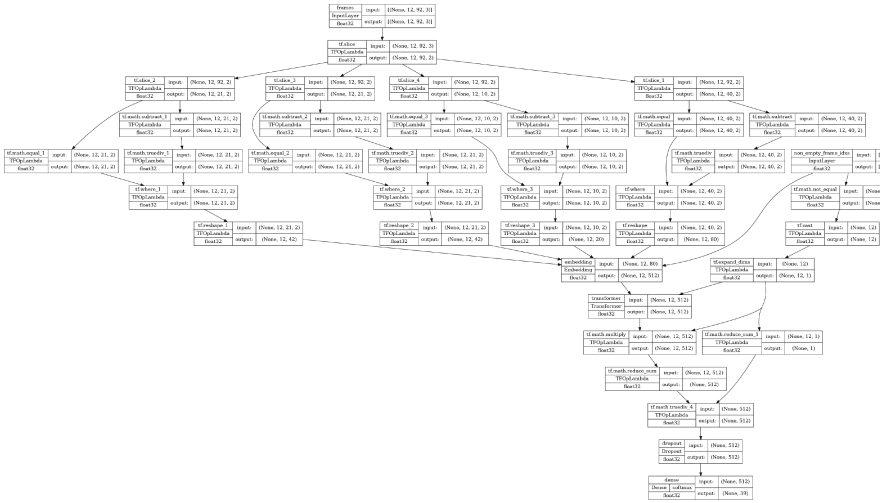 frames input: [(None, 12, 92, 3)]
InputLayer
float32 output: [(None, 12, 92, 3)]
tf.slice input: (None, 12, 92, 3)
TFOpLambda
float32 output: (None, 12, 92, 2)
tf.slice_2 input: (None, 12, 92, 2)
TFOpLambda
float32 output: (None, 12, 21, 2)
tf.slice_3 input: (None, 12, 92, 2)
TFOpLambda
float32 output: (None, 12, 21, 2)
tf.slice_4 input: (None, 12, 92, 2)
TFOpLambda
float32 output: (None, 12, 10, 2)
tf.slice_1 input: (None, 12, 92, 2)
TFOpLambda
float32 output: (None, 12, 40, 2)
tf.math.subtract_1 input: (None, 12, 21, 2)
TFOpLambda
float32 output: (None, 12, 21, 2)
tf.math.subtract_2 input: (None, 12, 21, 2)
TFOpLambda
float32 output: (None, 12, 21, 2)
tf.math.equal_3 input: (None, 12, 10, 2)
TFOpLambda
float32 output: (None, 12, 10, 2)
tf.math.subtract_3 input: (None, 12, 10, 2)
TFOpLambda
float32 output: (None, 12, 10, 2)
tf.math.equal input: (None, 12, 40, 2)
TFOpLambda
float32 output: (None, 12, 40, 2)
tf.math.subtract input: (None, 12, 40, 2)
TFOpLambda
float32 output: (None, 12, 40, 2)
tf.math.equal_1 input: (None, 12, 21, 2)
TFOpLambda
float32 output: (None, 12, 21, 2)
tf.math.truediv_1 input: (None, 12, 21, 2)
TFOpLambda
float32 output: (None, 12, 21, 2)
tf.math.equal_2 input: (None, 12, 21, 2)
TFOpLambda
float32 output: (None, 12, 21, 2)
tf.math.truediv_2 input: (None, 12, 21, 2)
TFOpLambda
float32 output: (None, 12, 21, 2)
tf.math.truediv_3 input: (None, 12, 10, 2)
TFOpLambda
float32 output: (None, 12, 10, 2)
tf.math.truediv input: (None, 12, 40, 2)
TFOpLambda
float32 output: (None, 12, 40, 2)
non_empty_frame_idxs input:
InputLayer
float32 output:
tf.where_1 input: (None, 12, 21, 2)
TFOpLambda
float32 output: (None, 12, 21, 2)
tf.where_2 input: (None, 12, 21, 2)
TFOpLambda
float32 output: (None, 12, 21, 2)
tf.where_3 input: (None, 12, 10, 2)
TFOpLambda
float32 output: (None, 12, 10, 2)
tf.where input: (None, 12, 40, 2)
TFOpLambda
float32 output: (None, 12, 40, 2)
tf.math.not_equal input:
TFOpLambda
float32 output:
tf.reshape_1 input: (None, 12, 21, 2)
TFOpLambda
float32 output: (None, 12, 42)
tf.reshape_2 input: (None, 12, 21, 2)
TFOpLambda
float32 output: (None, 12, 42)
tf.reshape_3 input: (None, 12, 10, 2)
TFOpLambda
float32 output: (None, 12, 20)
tf.reshape input: (None, 12, 40, 2)
TFOpLambda
float32 output: (None, 12, 80)
tf.cast input: (None, 12)
TFOpLambda
float32 output: (None, 12)
embedding input: (None, 12, 80)
Embedding
float32 output: (None, 12, 512)
tf.expand_dims input: (None, 12)
TFOpLambda
float32 output: (None, 12, 1)
transformer input: (None, 12, 512)
Transformer
float32 output: (None, 12, 512)
tf.math.multiply input: (None, 12, 512)
TFOpLambda
float32 output: (None, 12, 512)
tf.math.reduce_sum_1 input: (None, 12, 1)
TFOpLambda
float32 output: (None, 1)
tf.math.reduce_sum input: (None, 12, 512)
TFOpLambda
float32 output: (None, 512)
tf.math.truediv_4 input: (None, 512)
TFOpLambda
float32 output: (None, 512)
dropout input: (None, 512)
Dropout
float32 output: (None, 512)
dense input: (None, 512)
Dense softmax
float32 output: (None, 39)